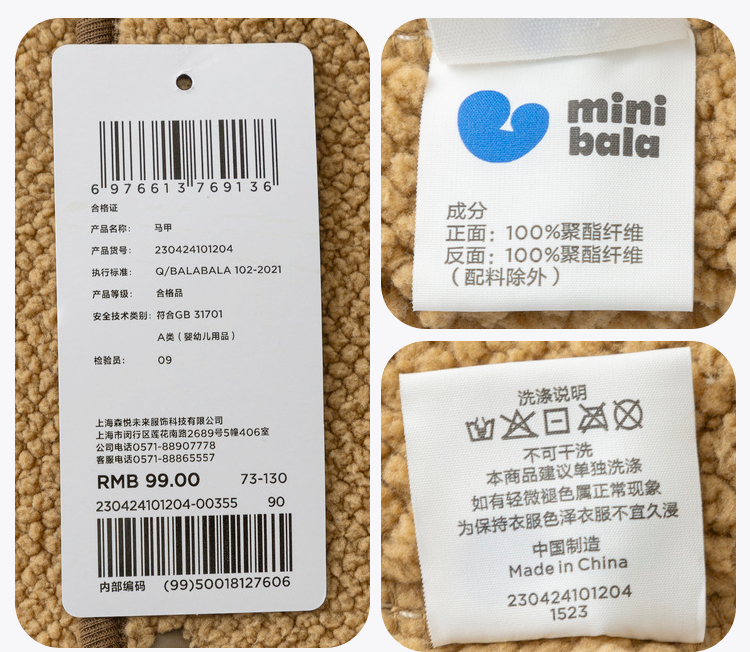 6 976613 769136
合格证
产品名称: 马甲
产品货号: 230424101204
执行标准: Q/BALABALA 102-2021
产品等级: 合格品
安全技术类别: 符合GB 31701
A类（婴幼儿用品）
检验员: 09
上海森悦未来服饰科技有限公司
上海市闵行区莲花南路2689号5幢406室
公司电话0571-88907778
客服电话0571-88865557
RMB 99.00 73-130
230424101204-00355 90
内部编码 (99)50018127606
mini
bala
成分
正面: 100%聚酯纤维
反面: 100%聚酯纤维
（配料除外）
洗涤说明
不可干洗
本商品建议单独洗涤
如有轻微褪色属正常现象
为保持衣服色泽衣服不宜久浸
中国制造
Made in China
230424101204
1523